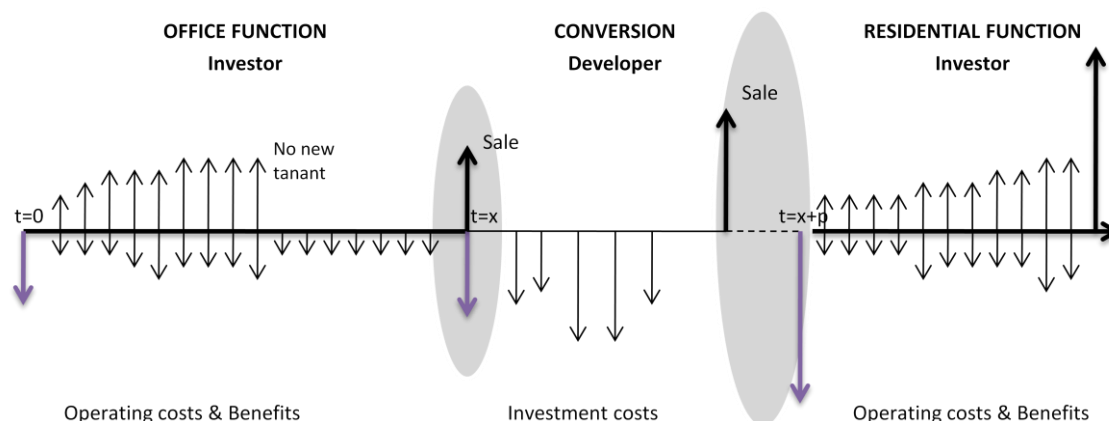 OFFICE FUNCTION
Investor
CONVERSION
Developer
RESIDENTIAL FUNCTION
Investor
Sale
Sale
No new
tanant
t=0
t=x
t=x+p
Operating costs & Benefits
Investment costs
Operating costs & Benefits